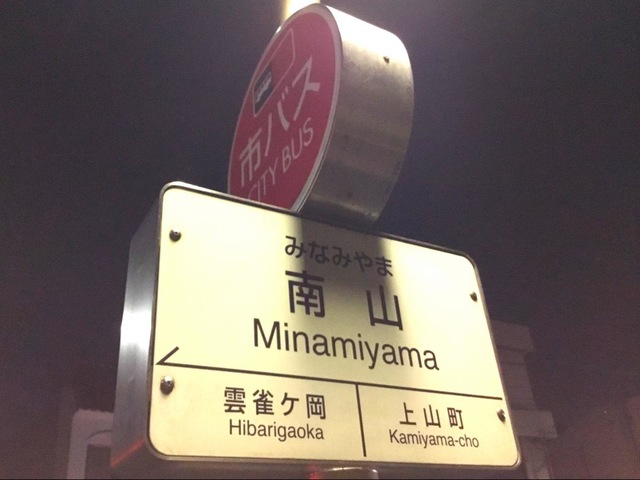 市バス
CITY BUS
みなみやま
南山
Minamiyama
雲雀ケ岡
Hibarigaoka
上山町
Kamiyama-cho